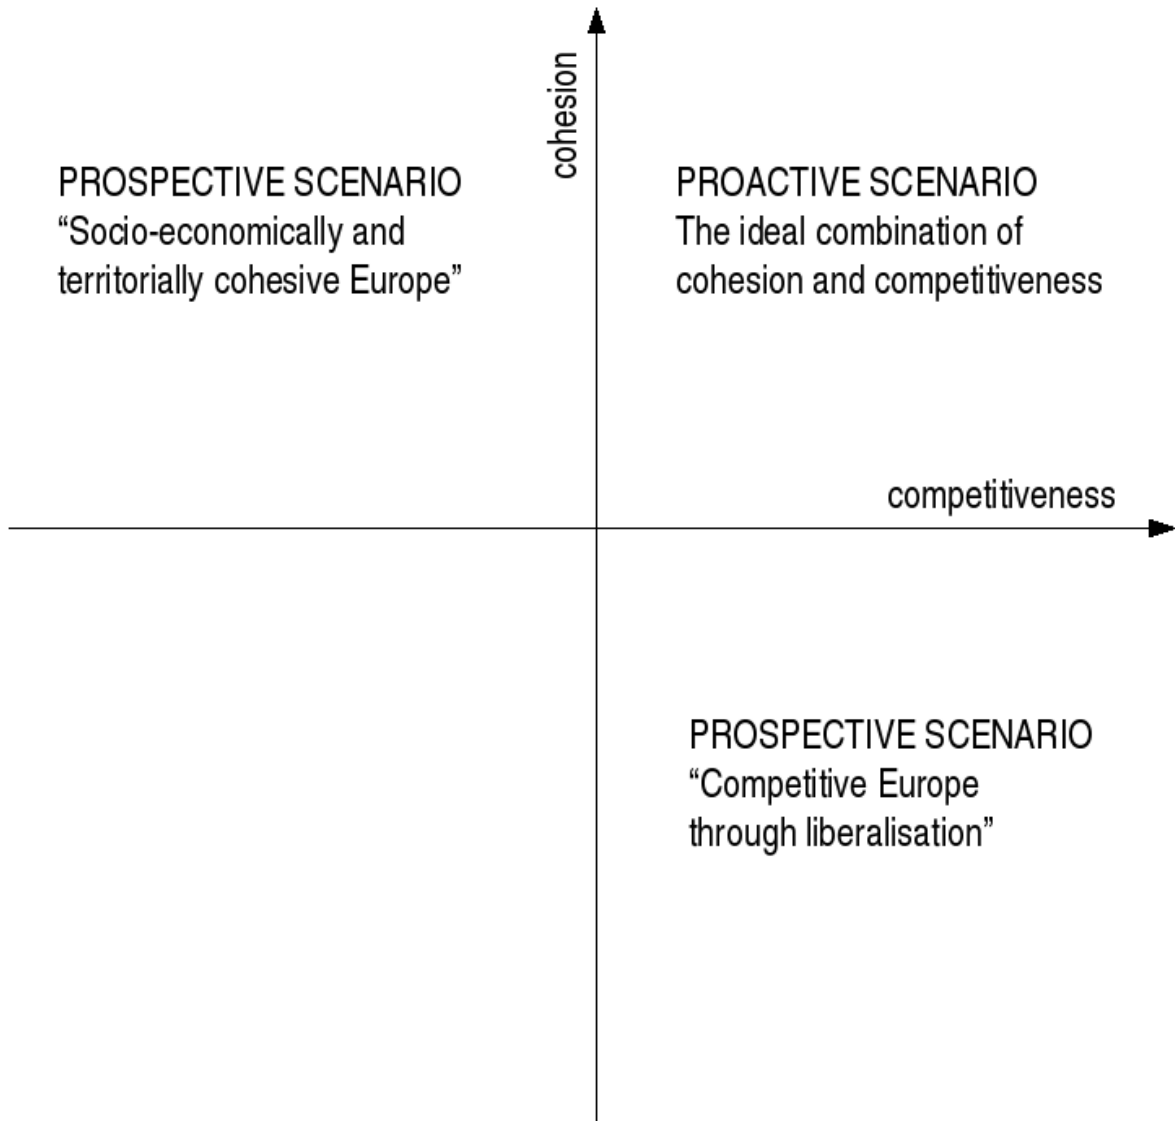 cohesion
PROSPECTIVE SCENARIO
“Socio-economically and
territorially cohesive Europe”
PROACTIVE SCENARIO
The ideal combination of
cohesion and competitiveness
competitiveness
PROSPECTIVE SCENARIO
“Competitive Europe
through liberalisation”